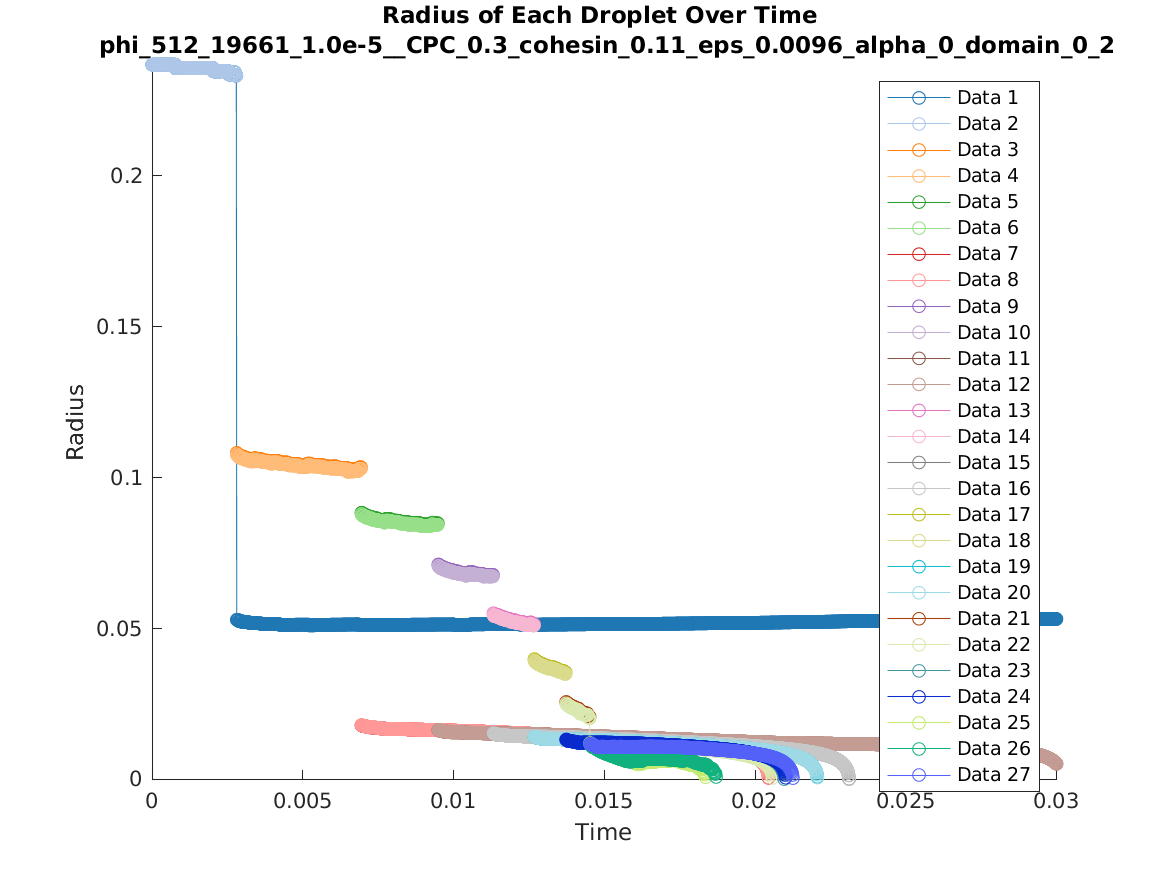 Radius of Each Droplet Over Time
phi_512_19661_1.0e-5__CPC_0.3_cohesin_0.11_eps_0.0096_alpha_0_domain_0_2
0.2
0.15
0.1
0.05
0
Radius
0
0.005
0.01
0.015
0.02
0.025
0.03
Time
Data 1
Data 2
Data 3
Data 4
Data 5
Data 6
Data 7
Data 8
Data 9
Data 10
Data 11
Data 12
Data 13
Data 14
Data 15
Data 16
Data 17
Data 18
Data 19
Data 20
Data 21
Data 22
Data 23
Data 24
Data 25
Data 26
Data 27